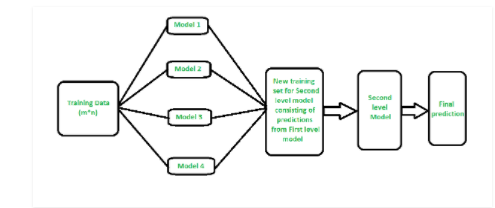 Model 1
Model 2
Training Data
(m*n)
Model 3
Model 4
New training
set for Second
level model
consisting of
predictions
from First level
model
Second
level
Model
Final
prediction